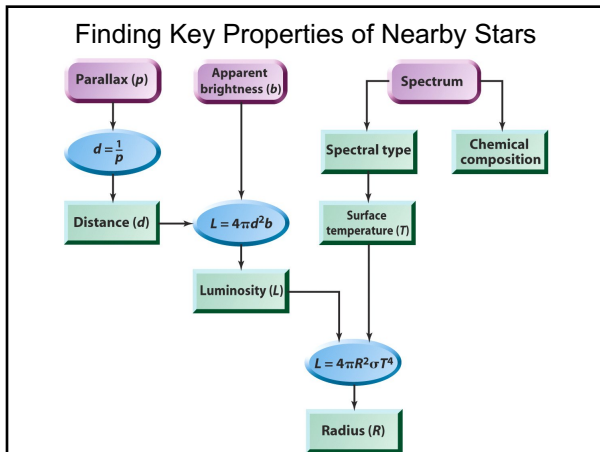 Finding Key Properties of Nearby Stars
Parallax (p)
Apparent
brightness (b)
Spectrum
d = 1/p
Spectral type
Chemical
composition
Distance (d)
L = 4πd²b
Surface
temperature (T)
Luminosity (L)
L = 4πR²σT⁴
Radius (R)